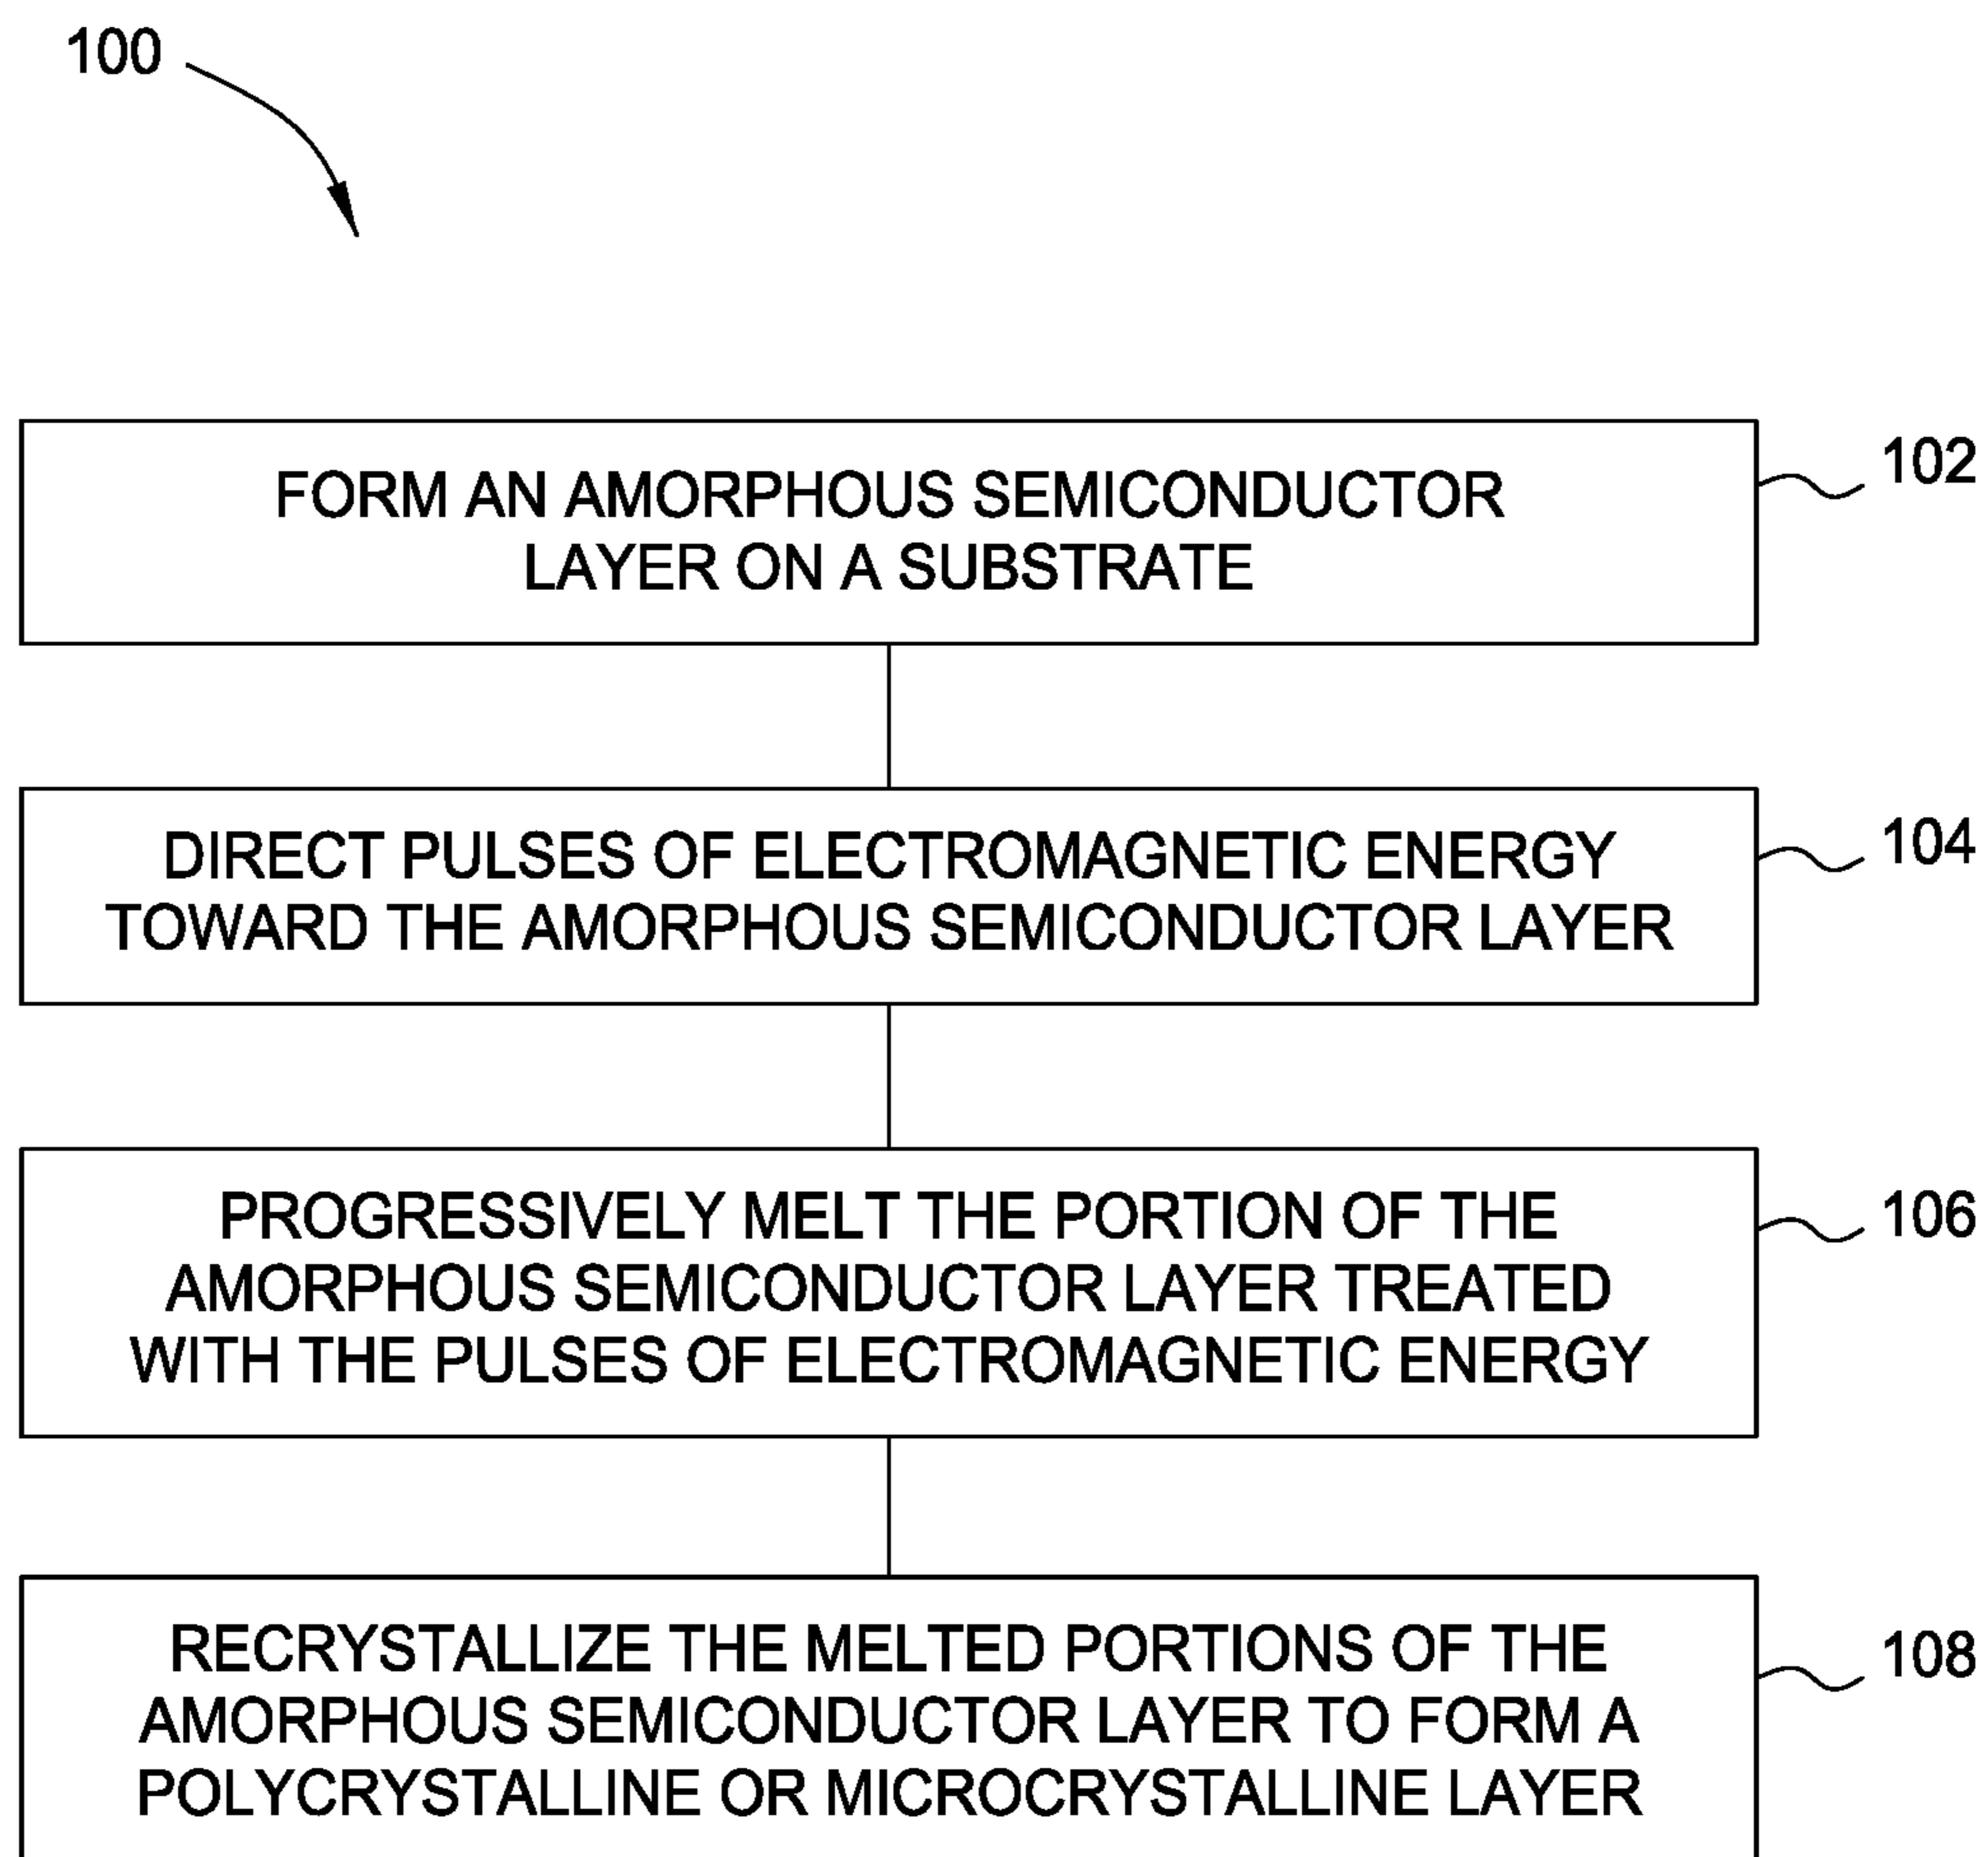 100
FORM AN AMORPHOUS SEMICONDUCTOR
LAYER ON A SUBSTRATE
102
DIRECT PULSES OF ELECTROMAGNETIC ENERGY
TOWARD THE AMORPHOUS SEMICONDUCTOR LAYER
104
PROGRESSIVELY MELT THE PORTION OF THE
AMORPHOUS SEMICONDUCTOR LAYER TREATED
WITH THE PULSES OF ELECTROMAGNETIC ENERGY
106
RECRYSTALLIZE THE MELTED PORTIONS OF THE
AMORPHOUS SEMICONDUCTOR LAYER TO FORM A
POLYCRYSTALLINE OR MICROCRYSTALLINE LAYER
108